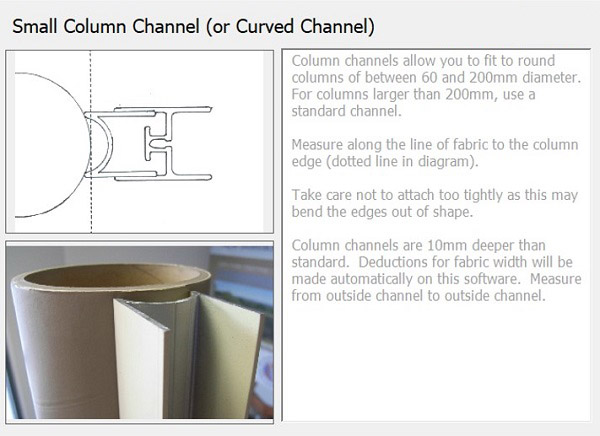 Small Column Channel (or Curved Channel)
Column channels allow you to fit to round
columns of between 60 and 200mm diameter.
For columns larger than 200mm, use a
standard channel.
Measure along the line of fabric to the column
edge (dotted line in diagram).
Take care not to attach too tightly as this may
bend the edges out of shape.
Column channels are 10mm deeper than
standard.  Deductions for fabric width will be
made automatically on this software.  Measure
from outside channel to outside channel.